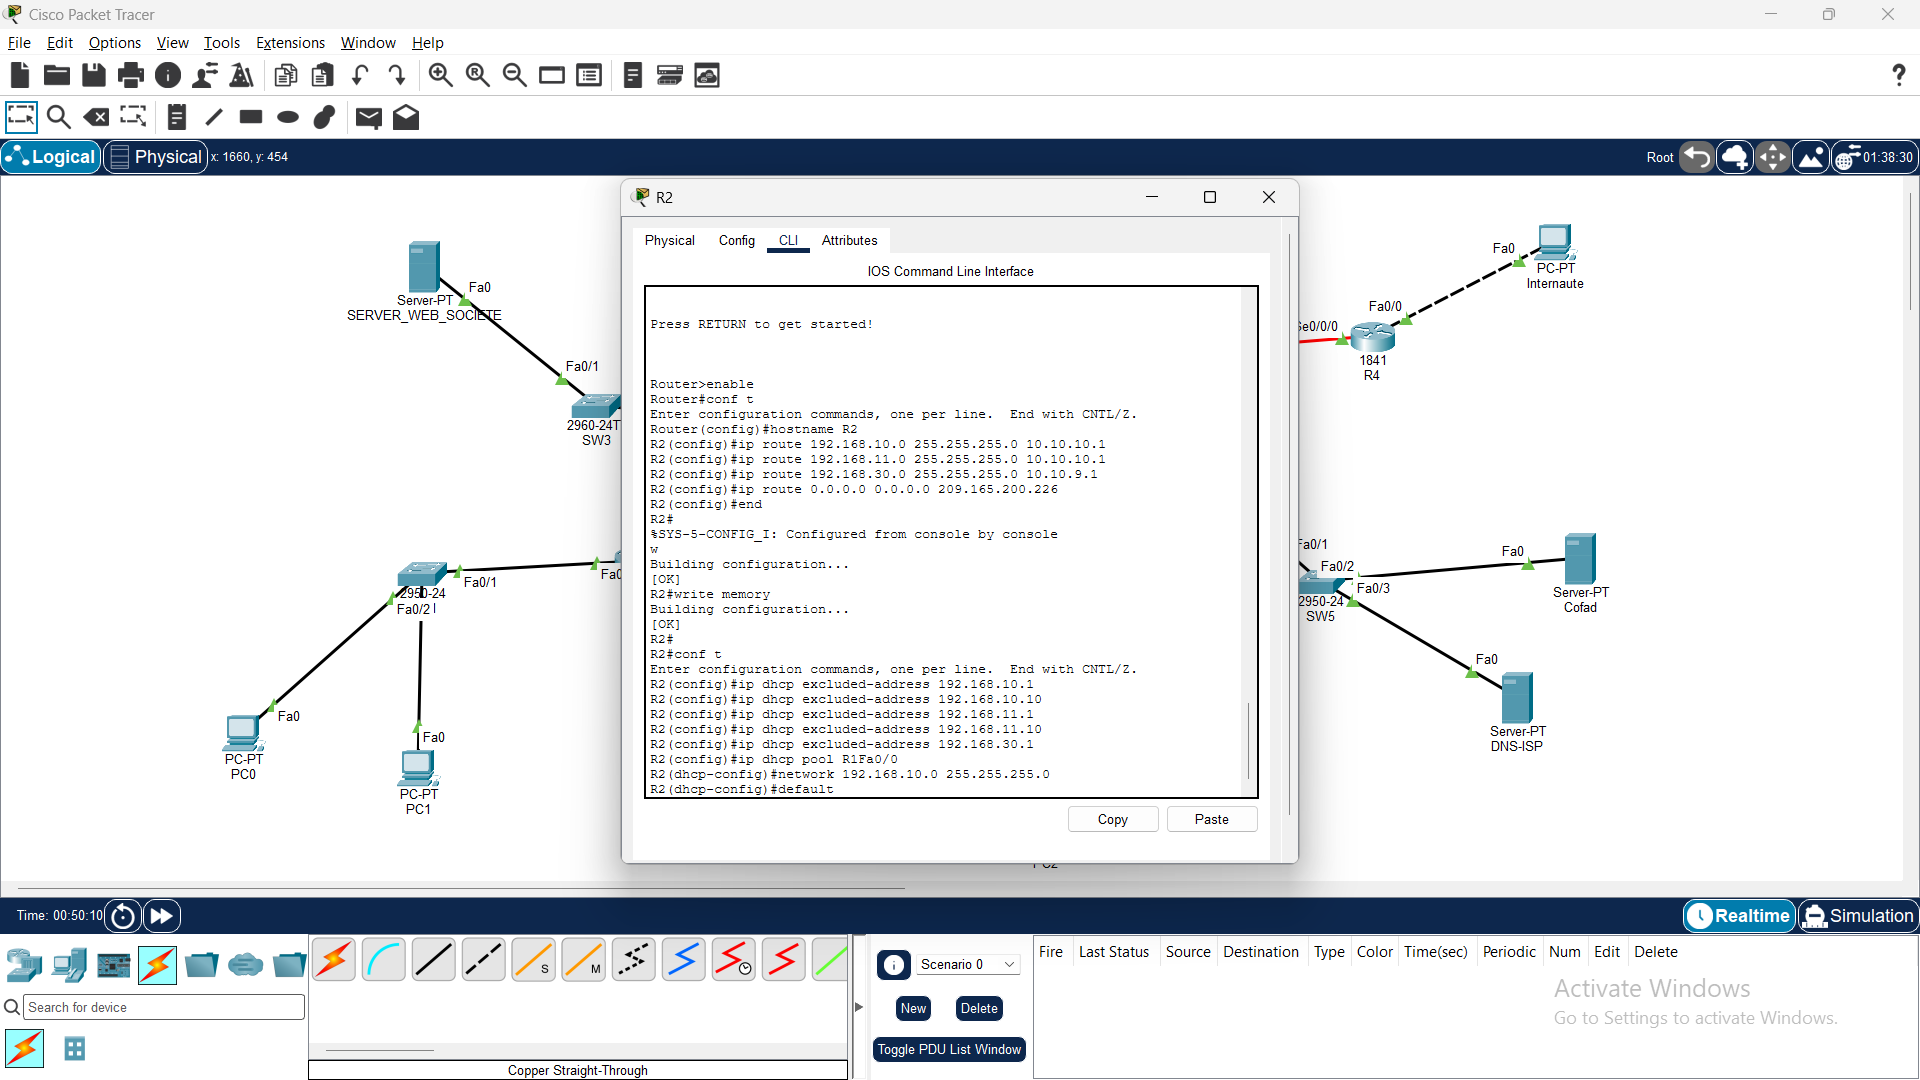 Cisco Packet Tracer
File Edit Options View Tools Extensions Window Help
Logical Physical x: 1660, y: 454
Root 01:38:30
R2
Physical Config CLI Attributes
IOS Command Line Interface
Press RETURN to get started!
Router>enable
Router#conf t
Enter configuration commands, one per line.  End with CNTL/Z.
Router(config)#hostname R2
R2(config)#ip route 192.168.10.0 255.255.255.0 10.10.10.1
R2(config)#ip route 192.168.11.0 255.255.255.0 10.10.10.1
R2(config)#ip route 192.168.30.0 255.255.255.0 10.10.9.1
R2(config)#ip route 0.0.0.0 0.0.0.0 209.165.200.226
R2(config)#end
R2#
%SYS-5-CONFIG_I: Configured from console by console
w
Building configuration...
[OK]
R2#write memory
Building configuration...
[OK]
R2#
R2#conf t
Enter configuration commands, one per line.  End with CNTL/Z.
R2(config)#ip dhcp excluded-address 192.168.10.1
R2(config)#ip dhcp excluded-address 192.168.10.10
R2(config)#ip dhcp excluded-address 192.168.11.1
R2(config)#ip dhcp excluded-address 192.168.11.10
R2(config)#ip dhcp excluded-address 192.168.30.1
R2(config)#ip dhcp pool R1Fa0/0
R2(dhcp-config)#network 192.168.10.0 255.255.255.0
R2(dhcp-config)#default
Copy Paste
Fa0
Server-PT
SERVER_WEB_SOCIETE
Fa0/1
2960-24T
SW3
Fa0/1
2950-24
Fa0/2
Fa0
PC-PT
PC0
Fa0
PC-PT
PC1
Fa0
PC-PT
Internaute
Fa0/0
Se0/0/0
1841
R4
Fa0/1
Fa0/2
Fa0/3
2950-24
SW5
Fa0
Server-PT
Cofad
Fa0
Server-PT
DNS-ISP
Time: 00:50:10
Realtime Simulation
Search for device
S
M
Copper Straight-Through
Scenario 0
New Delete
Toggle PDU List Window
Fire Last Status Source Destination Type Color Time(sec) Periodic Num Edit Delete
Activate Windows
Go to Settings to activate Windows.